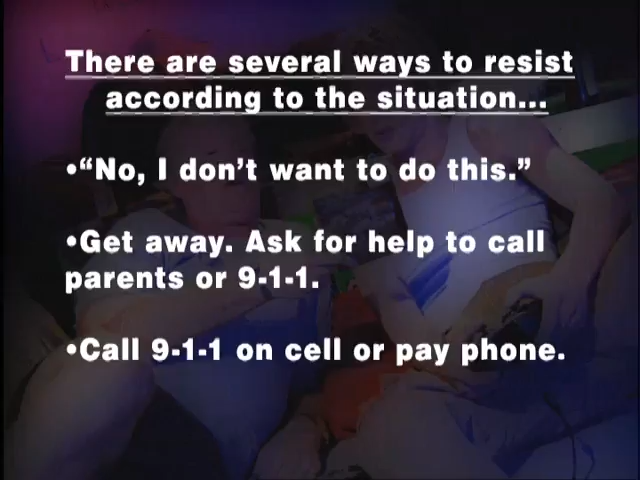 There are several ways to resist
according to the situation...
•“No, I don’t want to do this.”
•Get away. Ask for help to call
parents or 9-1-1.
•Call 9-1-1 on cell or pay phone.